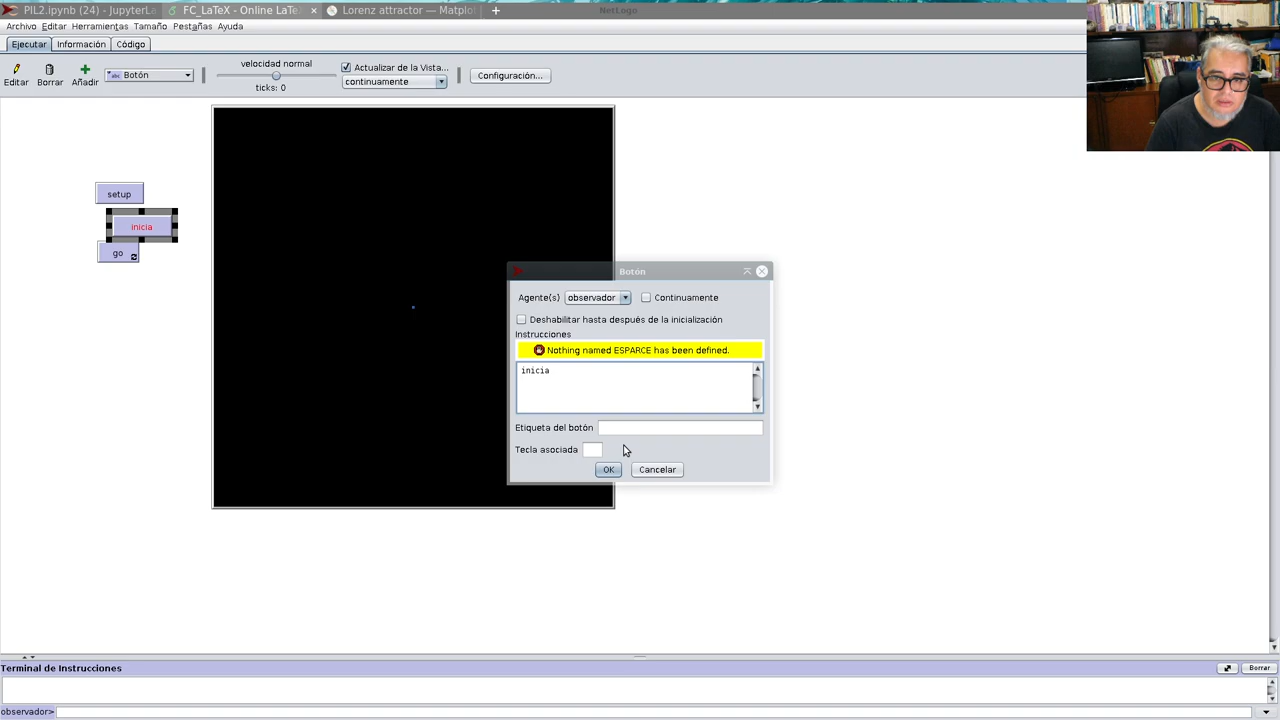 PIL2.ipynb (24) - JupyterLa
FC_LaTeX - Online LaTe
Lorenz attractor — Matplot
NetLogo
Archivo Editar Herramientas Tamaño Pestañas Ayuda
Ejecutar Información Código
Editar Borrar Añadir
abc Botón
velocidad normal
ticks: 0
Actualizar de la Vista...
continuamente
Configuración...
setup
inicia
go
Botón
Agente(s) observador Continuamente
Deshabilitar hasta después de la inicialización
Instrucciones
Nothing named ESPARCE has been defined.
inicia
Etiqueta del botón
Tecla asociada
OK Cancelar
Terminal de Instrucciones
Borrar
observador>